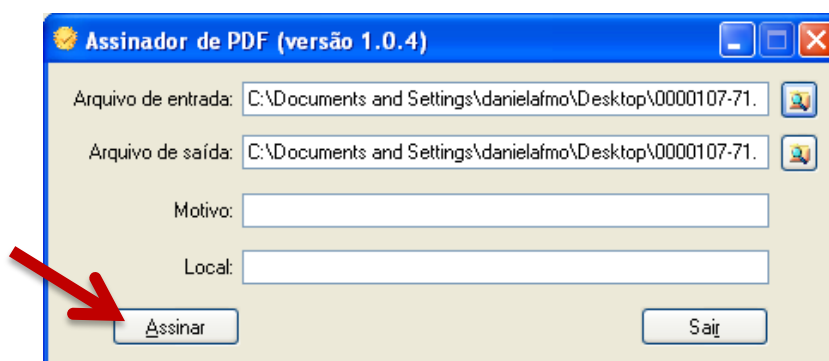 Assinador de PDF (versão 1.0.4)
Arquivo de entrada: C:\Documents and Settings\danielafmo\Desktop\0000107-71.
Arquivo de saída: C:\Documents and Settings\danielafmo\Desktop\0000107-71.
Motivo:
Local:
Assinar Sair